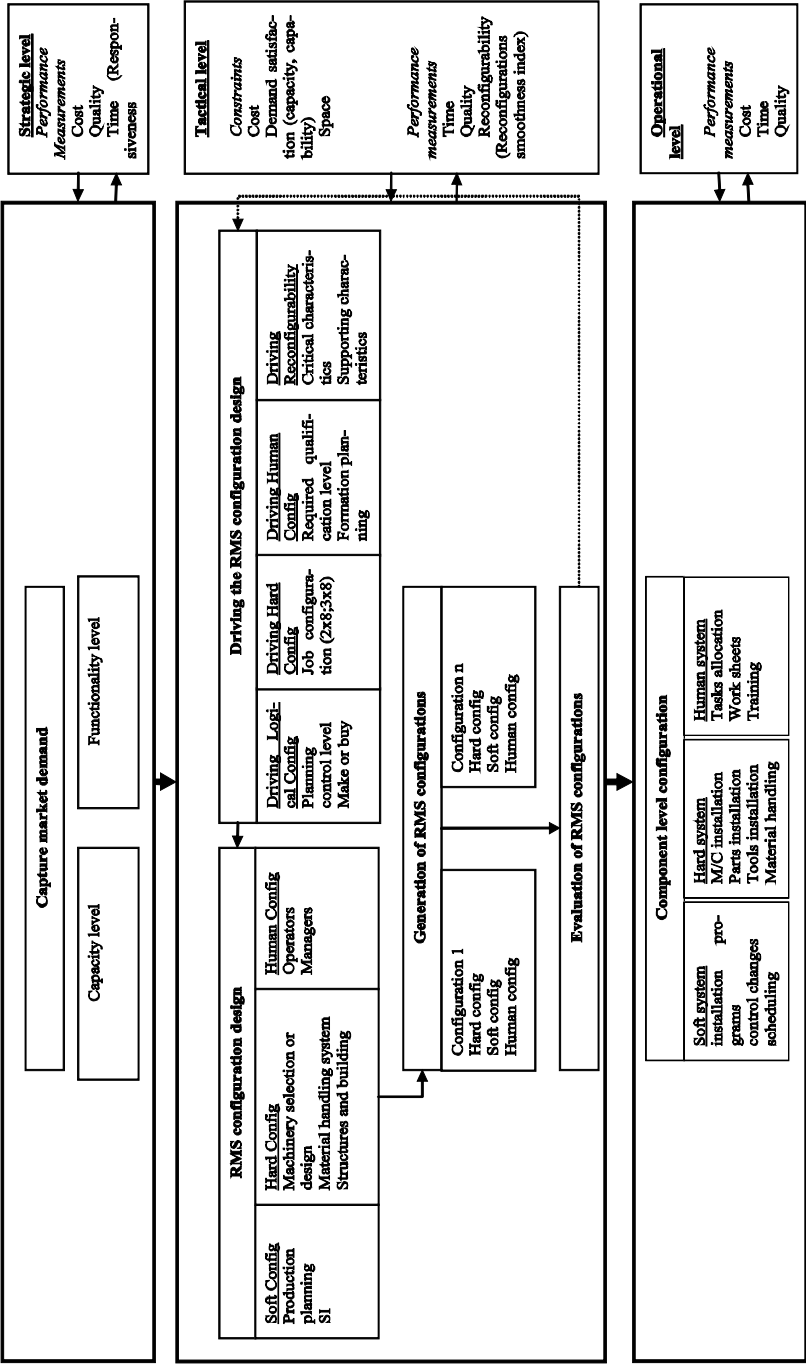 Capture market demand
Capacity level
Functionality level
Strategic level
Performance
Measurements
Cost
Quality
Time (Respon-
siveness
RMS configuration design
Soft Config
Production
planning
SI
Hard Config
Machinery selection or
design
Material handling system
Structures and building
Human Config
Operators
Managers
Driving the RMS configuration design
Driving Logi-
cal Config
Planning
control level
Make or buy
Driving Hard
Config
Job configura-
tion (2x8;3x8)
Driving Human
Config
Required qualifi-
cation level
Formation plan-
ning
Driving
Reconfigurability
Critical characteris-
tics
Supporting charac-
teristics
Generation of RMS configurations
Configuration 1
Hard config
Soft config
Human config
Configuration n
Hard config
Soft config
Human config
Evaluation of RMS configurations
Tactical level
Constraints
Cost
Demand satisfac-
tion (capacity, capa-
bility)
Space
Performance
measurements
Time
Quality
Reconfigurability
(Reconfigurations
smoothness index)
Component level configuration
Soft system
installation pro-
grams
control changes
scheduling
Hard system
M/C installation
Parts installation
Tools installation
Material handling
Human system
Tasks allocation
Work sheets
Training
Operational
level
Performance
measurements
Cost
Time
Quality